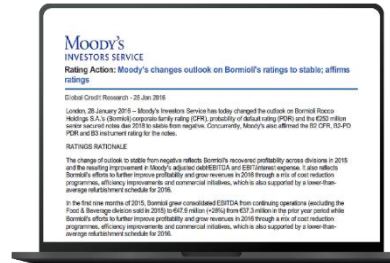 MOODY'S
INVESTORS SERVICE
Rating Action: Moody's changes outlook on Bormioli's ratings to stable; affirms
ratings
Global Credit Research - 28 Jan 2016
London, 28 January 2016 – Moody's Investors Service has today changed the outlook on Bormioli Rocco
Holdings S.A.'s (Bormioli) corporate family rating (CFR), probability of default rating (PDR) and the €250 million
senior secured notes due 2018 to stable from negative. Concurrently, Moody's also affirmed the B2 CFR, B2-PD
PDR and B3 instrument rating for the notes.
RATINGS RATIONALE
The change of outlook to stable from negative reflects Bormioli's recovered profitability across divisions in 2015
and the resulting improvement in Moody's adjusted debt/EBITDA and EBIT/interest expense. It also reflects
Bormioli's efforts to further improve profitability and grow revenues in 2016 through a mix of cost reduction
programmes, efficiency improvements and commercial initiatives, which is also supported by a lower-than-
average refurbishment schedule for 2016.
In the first nine months of 2015, Bormioli grew consolidated EBITDA from continuing operations (excluding the
Food & Beverage division sold in 2015) to €47.9 million (+28%) from €37.3 million in the prior year period while
Bormioli's efforts to further improve profitability and grow revenues in 2016 through a mix of cost reduction
programmes, efficiency improvements and commercial initiatives, which is also supported by a lower-than-
average refurbishment schedule for 2016.